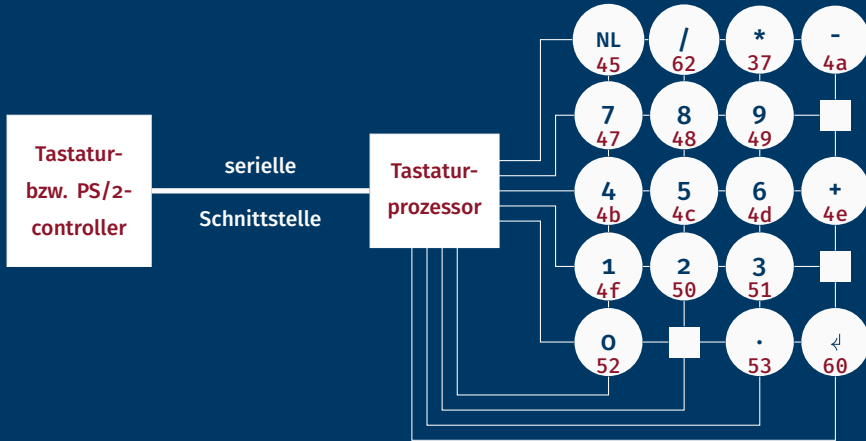 NL / * -
45 62 37 4a
7 8 9
47 48 49
Tastatur-
bzw. PS/2-
controller
serielle
Schnittstelle
Tastatur-
prozessor
4 5 6 +
4b 4c 4d 4e
1 2 3
4f 50 51
0 . ↲
52 53 60